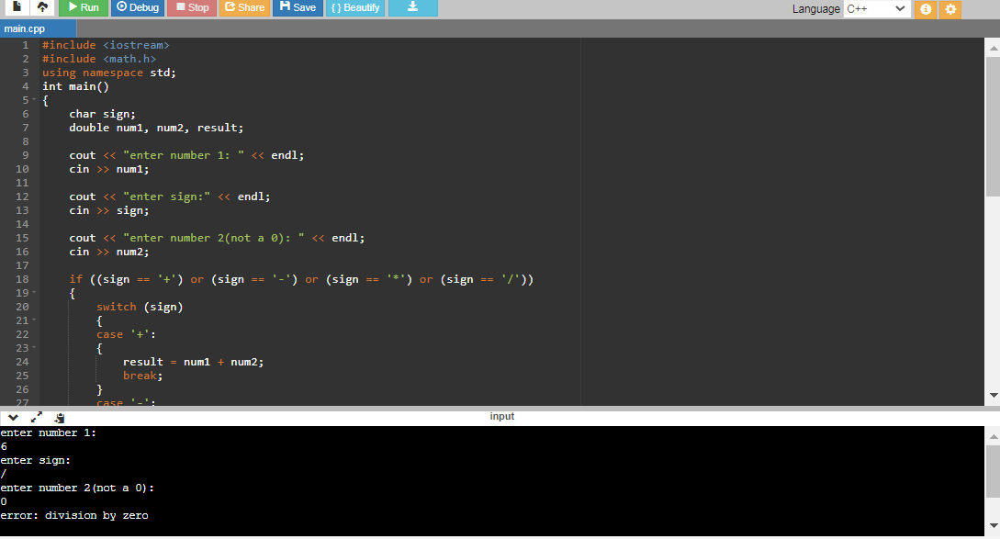 Run Debug Stop Share Save { } Beautify Language C++
main.cpp
1 #include <iostream>
2 #include <math.h>
3 using namespace std;
4 int main()
5 {
6 char sign;
7 double num1, num2, result;
8
9 cout << "enter number 1: " << endl;
10 cin >> num1;
11
12 cout << "enter sign:" << endl;
13 cin >> sign;
14
15 cout << "enter number 2(not a 0): " << endl;
16 cin >> num2;
17
18 if ((sign == '+') or (sign == '-') or (sign == '*') or (sign == '/'))
19 {
20 switch (sign)
21 {
22 case '+':
23 {
24 result = num1 + num2;
25 break;
26 }
27 case '-':
input
enter number 1:
6
enter sign:
/
enter number 2(not a 0):
0
error: division by zero